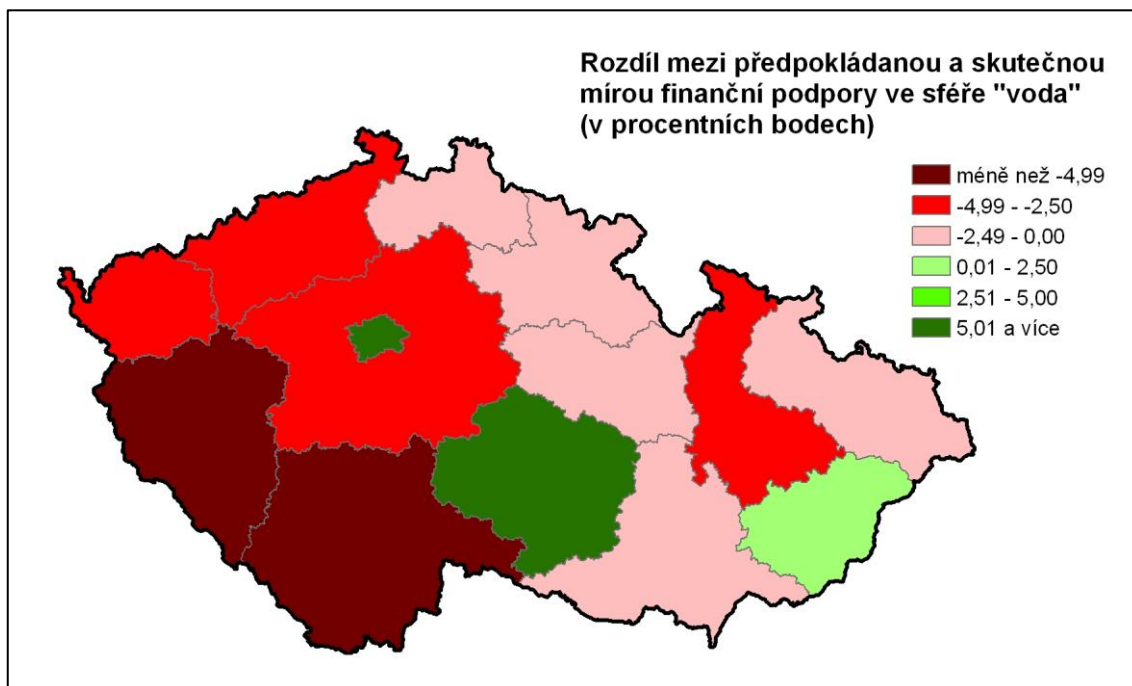 Rozdíl mezi předpokládanou a skutečnou
mírou finanční podpory ve sféře "voda"
(v procentních bodech)
méně než -4,99
-4,99 - -2,50
-2,49 - 0,00
0,01 - 2,50
2,51 - 5,00
5,01 a více